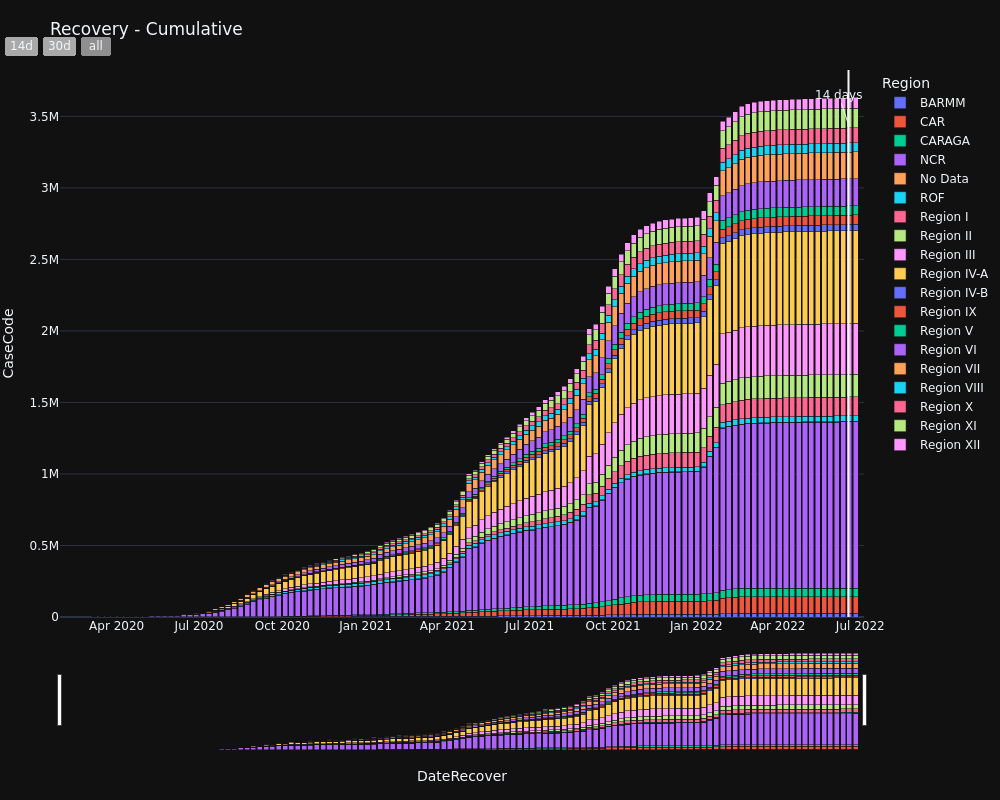 Recovery - Cumulative
14d
30d
all
14 days
CaseCode
3.5M
3M
2.5M
2M
1.5M
1M
0.5M
0
Apr 2020
Jul 2020
Oct 2020
Jan 2021
Apr 2021
Jul 2021
Oct 2021
Jan 2022
Apr 2022
Jul 2022
DateRecover
Region
BARMM
CAR
CARAGA
NCR
No Data
ROF
Region I
Region II
Region III
Region IV-A
Region IV-B
Region IX
Region V
Region VI
Region VII
Region VIII
Region X
Region XI
Region XII